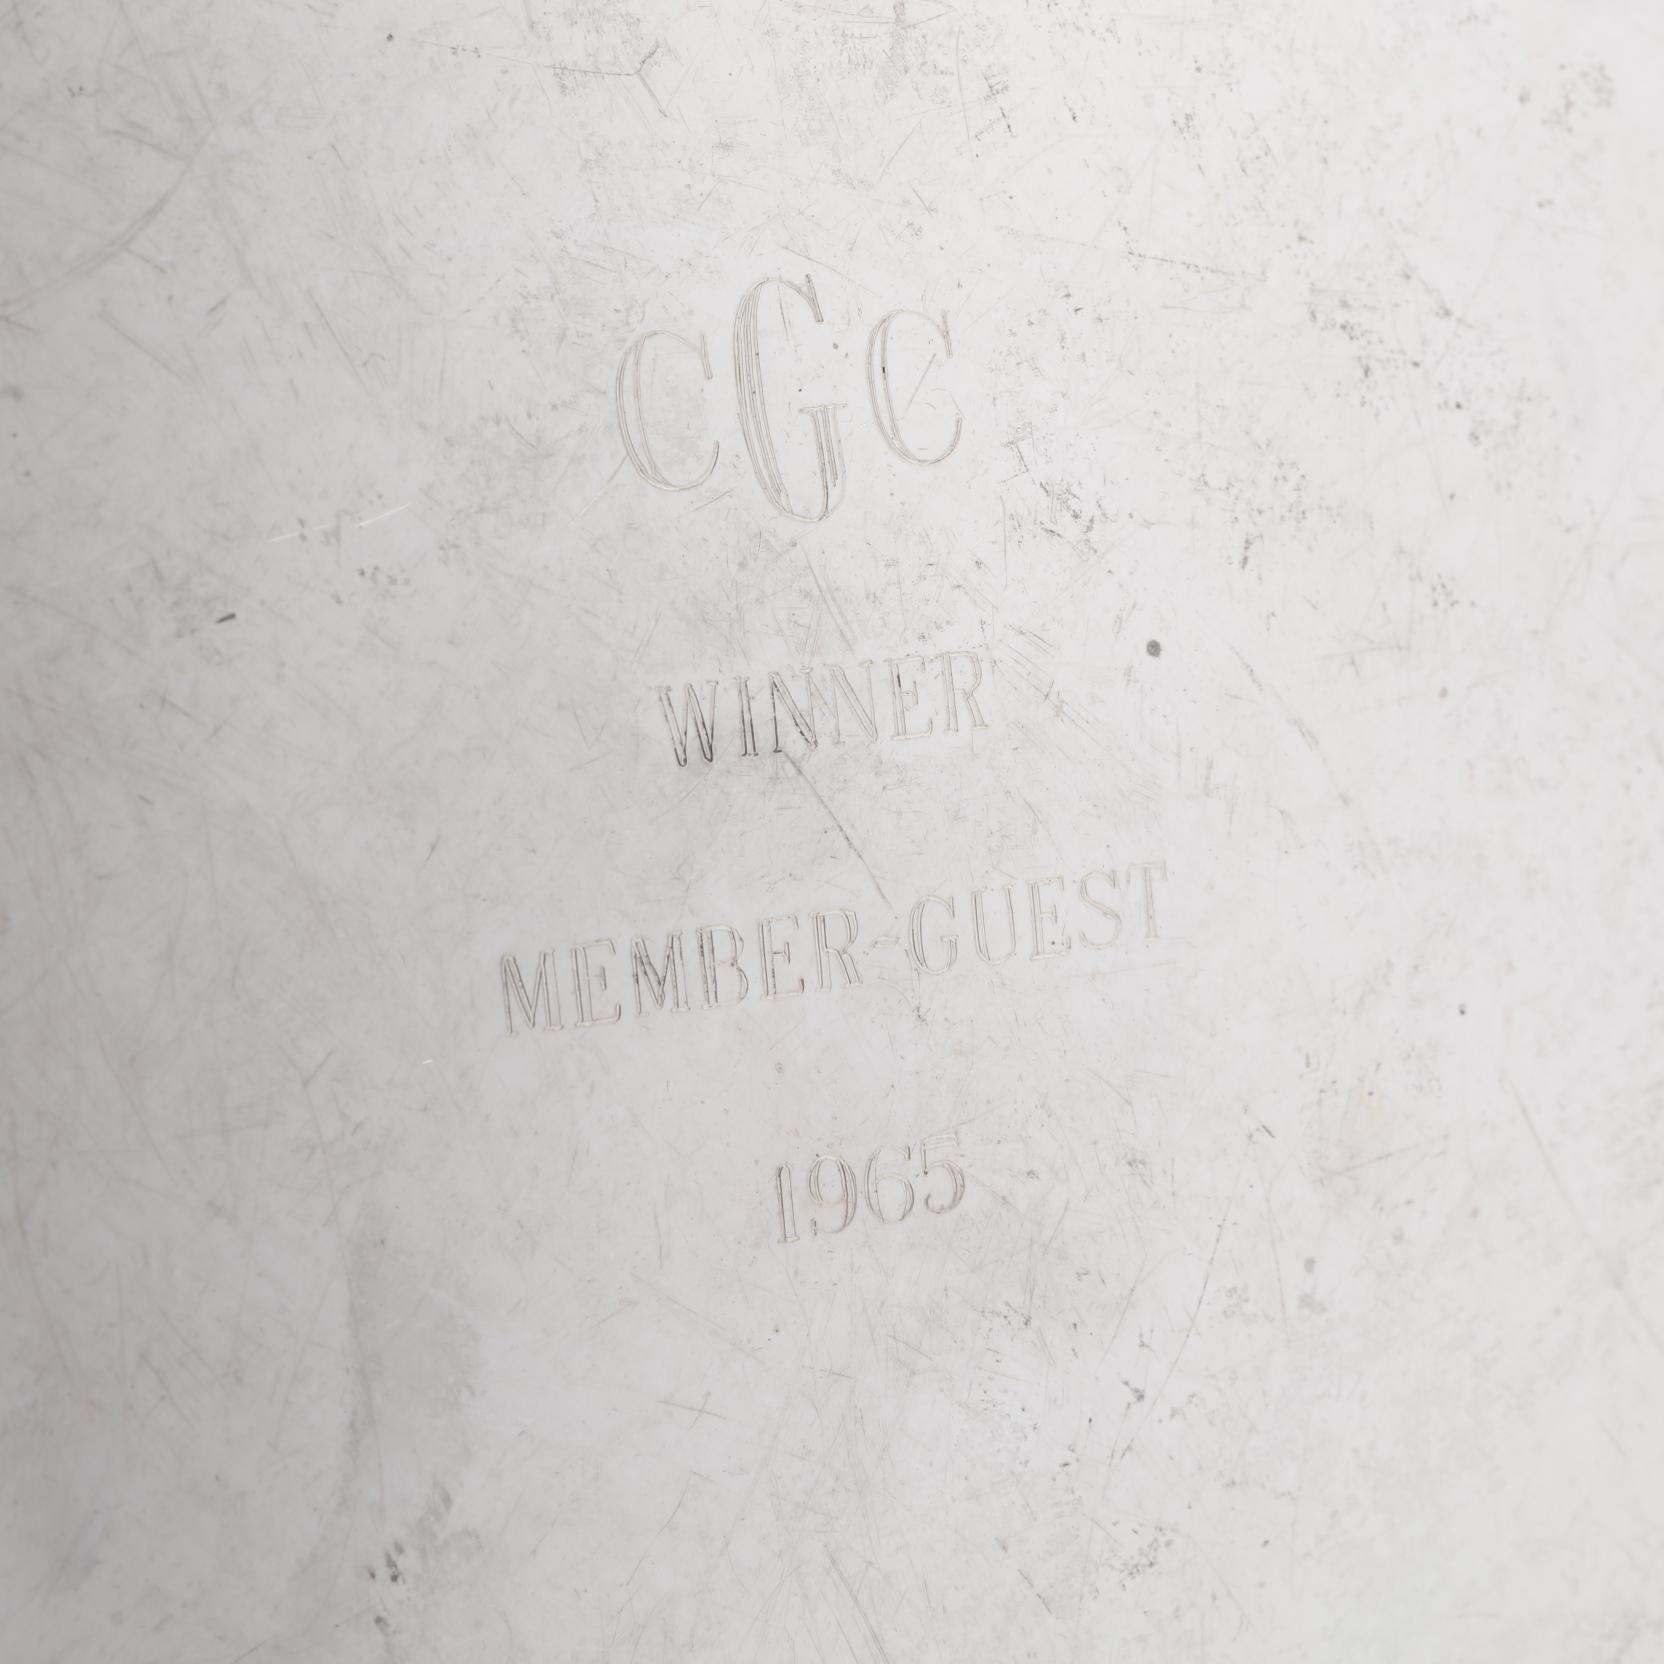 CGC
WINNER
MEMBER-GUEST
1965